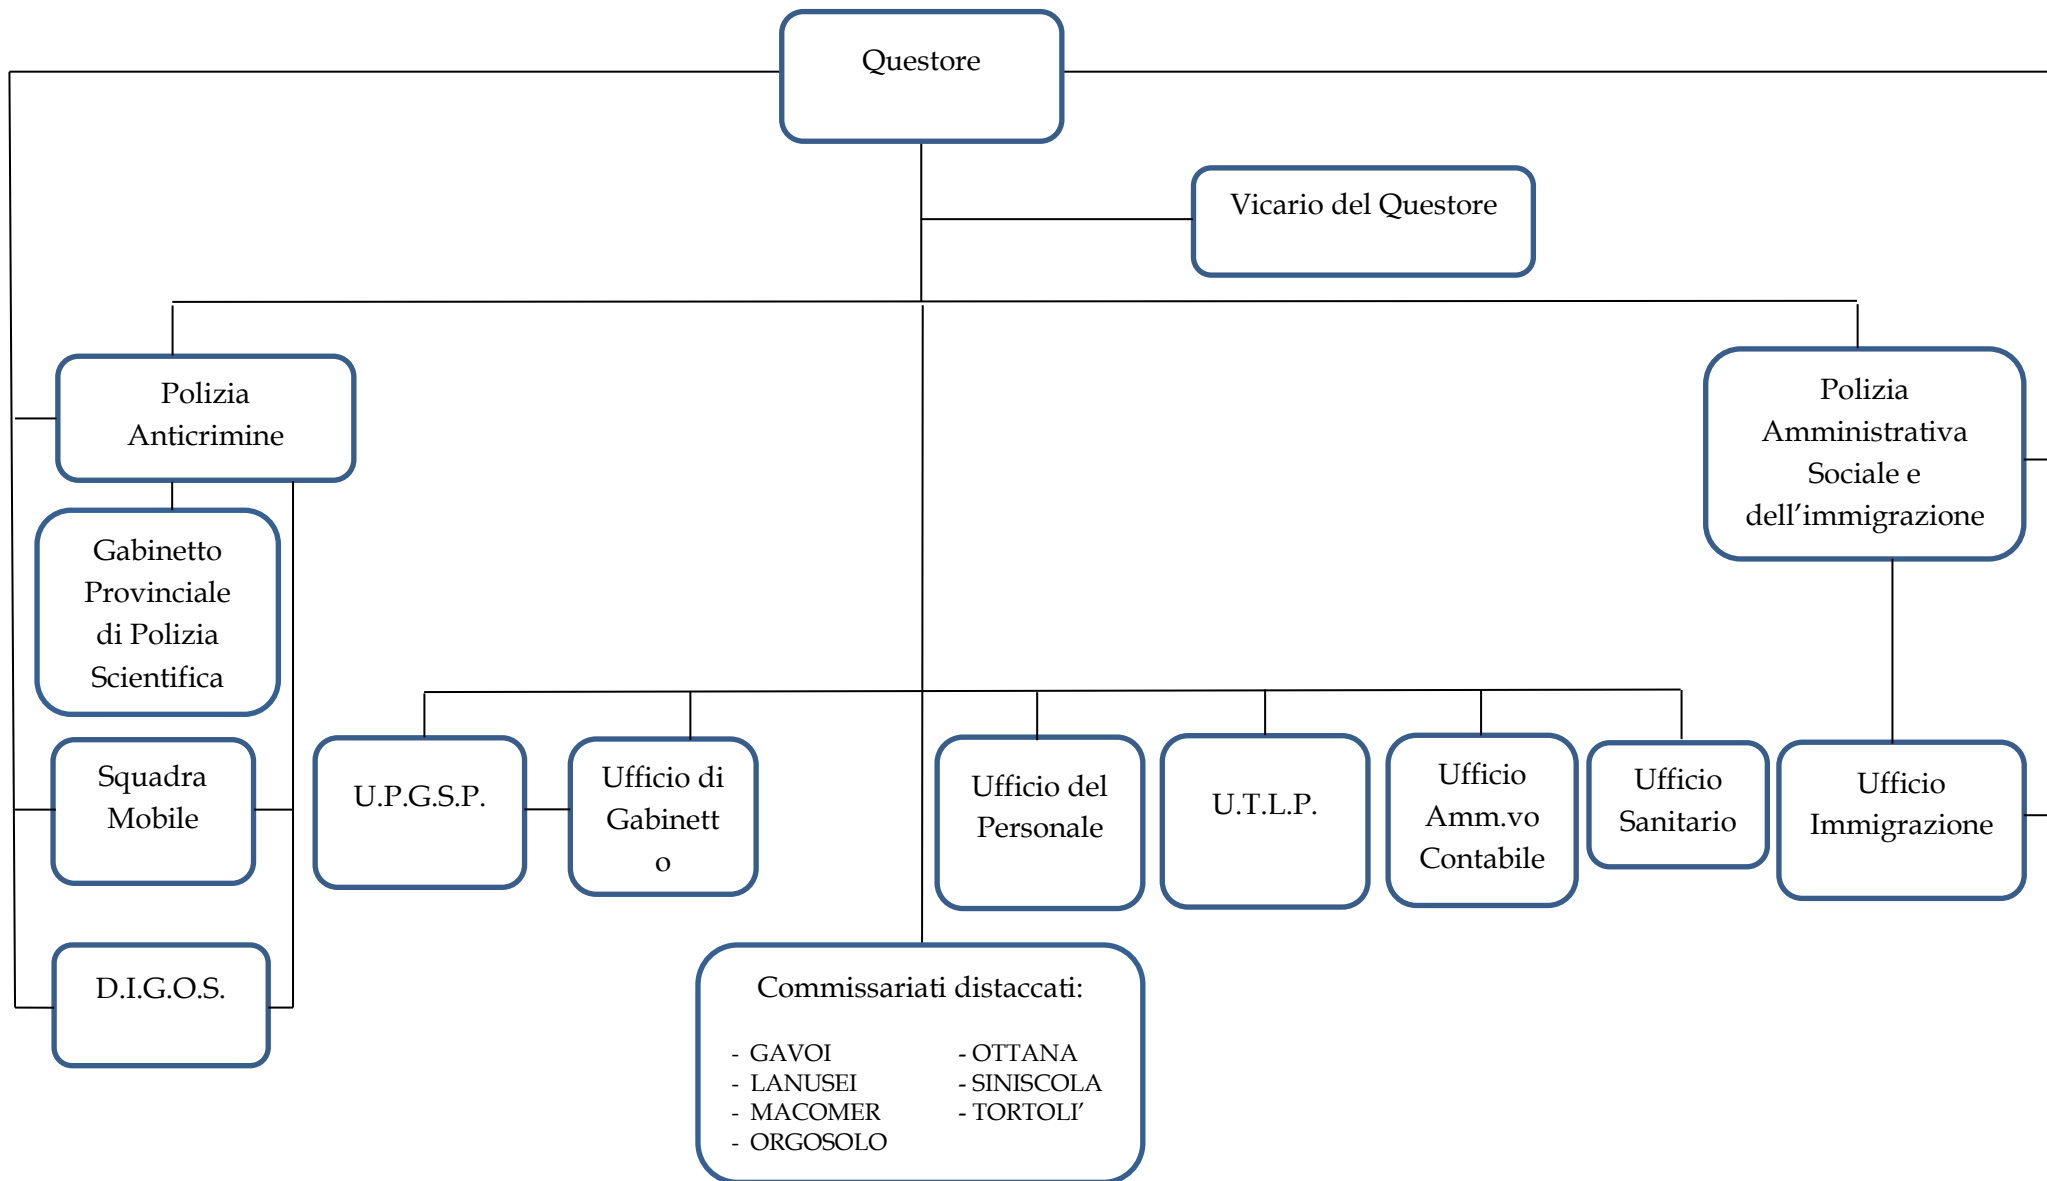 Questore
Vicario del Questore
Polizia
Anticrimine
Polizia
Amministrativa
Sociale e
dell’immigrazione
Gabinetto
Provinciale
di Polizia
Scientifica
Squadra
Mobile
U.P.G.S.P.
Ufficio di
Gabinett
o
Ufficio del
Personale
U.T.L.P.
Ufficio
Amm.vo
Contabile
Ufficio
Sanitario
Ufficio
Immigrazione
D.I.G.O.S.
Commissariati distaccati:
- GAVOI
- LANUSEI
- MACOMER
- ORGOSOLO
- OTTANA
- SINISCOLA
- TORTOLI’